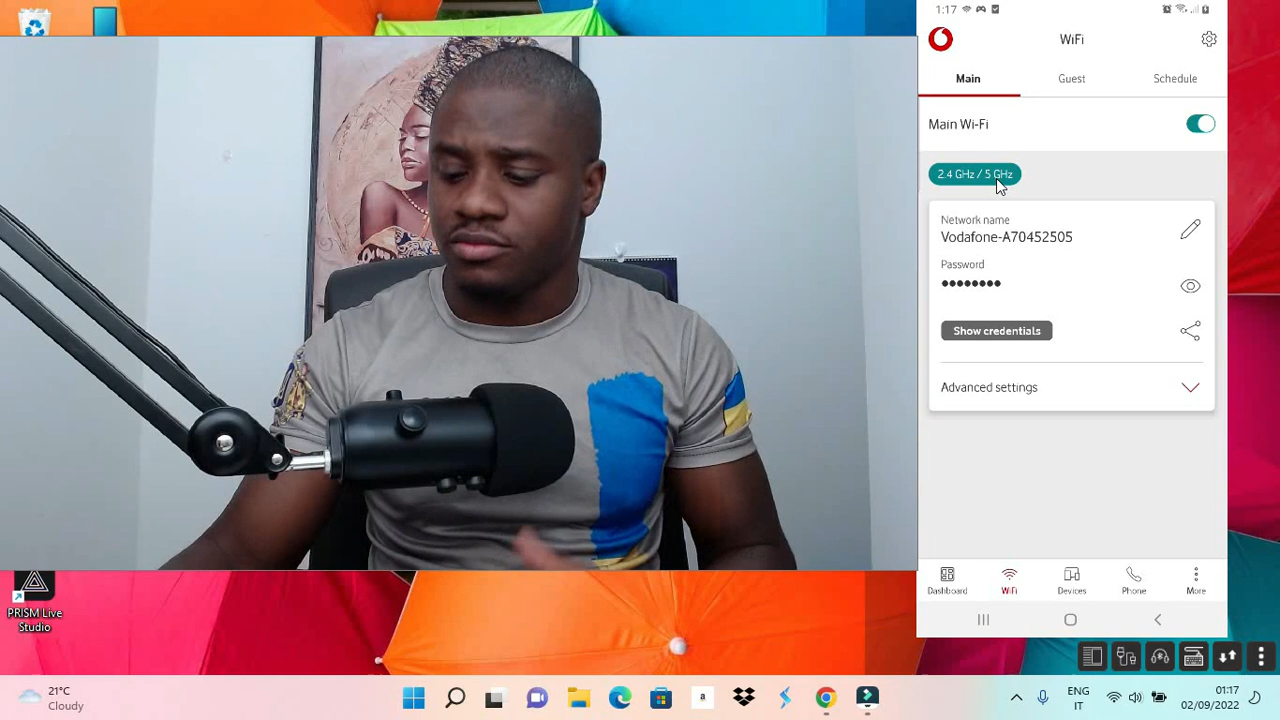 1:17
WiFi
Main
Guest
Schedule
Main Wi-Fi
2.4 GHz / 5 GHz
Network name
Vodafone-A70452505
Password
••••••••
Show credentials
Advanced settings
Dashboard
WiFi
Devices
Phone
More
PRISM Live
Studio
21°C
Cloudy
a
ENG
IT
01:17
02/09/2022